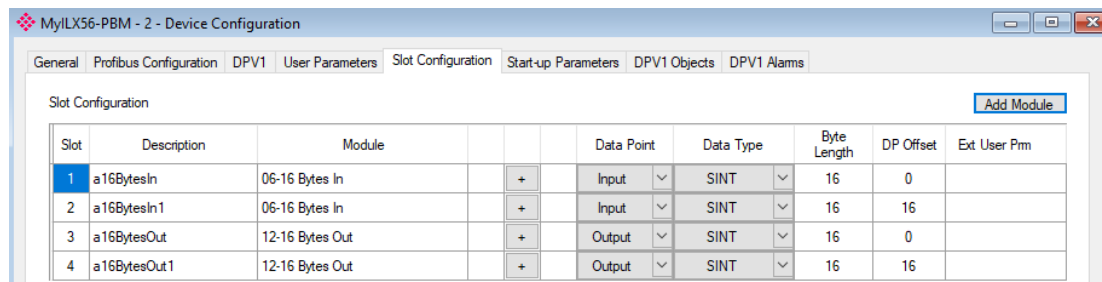 MyILX56-PBM - 2 - Device Configuration
General Profibus Configuration DPV1 User Parameters Slot Configuration Start-up Parameters DPV1 Objects DPV1 Alarms
Slot Configuration Add Module
Slot Description Module Data Point Data Type Byte Length DP Offset Ext User Prm
1 a16BytesIn 06-16 Bytes In + Input SINT 16 0
2 a16BytesIn1 06-16 Bytes In + Input SINT 16 16
3 a16BytesOut 12-16 Bytes Out + Output SINT 16 0
4 a16BytesOut1 12-16 Bytes Out + Output SINT 16 16